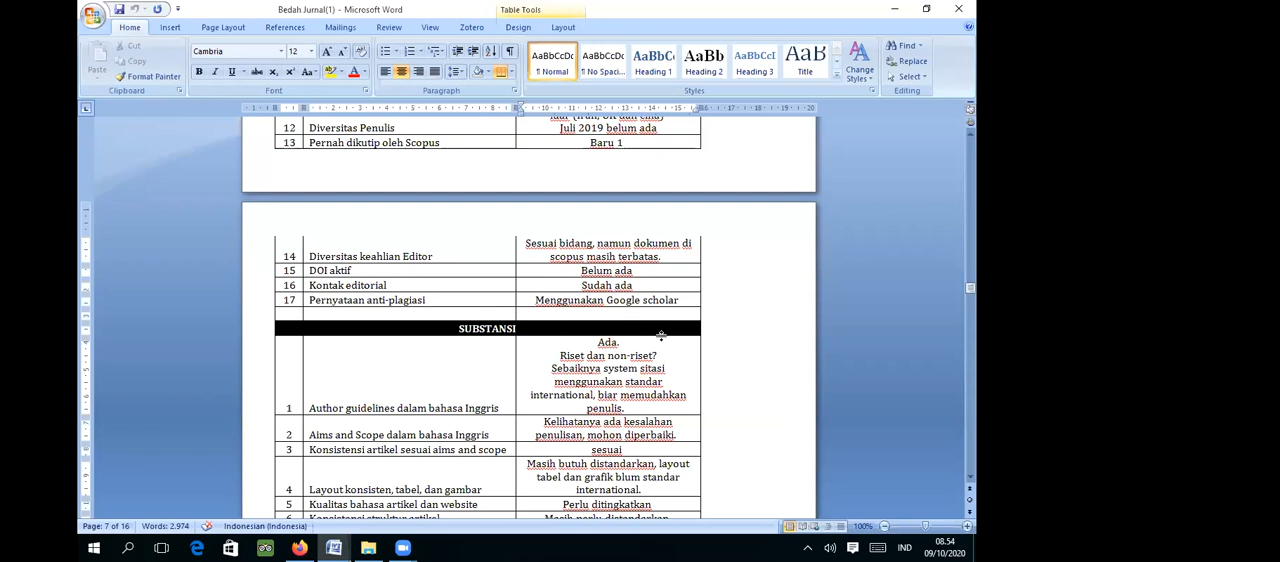 Bedah Jurnal(1) - Microsoft Word
Table Tools
Home Insert Page Layout References Mailings Review View Zotero Design Layout
Cut
Copy
Paste
Format Painter
Clipboard
Cambria 12
Font
Paragraph
AaBbCcDc AaBbCcDc AaBbC AaBb AaBbCcI AaBb
¶ Normal ¶ No Spaci... Heading 1 Heading 2 Heading 3 Title
Change Styles
Styles
Find
Replace
Select
Editing
12 Diversitas Penulis Juli 2019 belum ada
13 Pernah dikutip oleh Scopus Baru 1
Sesuai bidang, namun dokumen di
14 Diversitas keahlian Editor scopus masih terbatas.
15 DOI aktif Belum ada
16 Kontak editorial Sudah ada
17 Pernyataan anti-plagiasi Menggunakan Google scholar
SUBSTANSI
Ada.
Riset dan non-riset?
Sebaiknya system sitasi
menggunakan standar
international, biar memudahkan
1 Author guidelines dalam bahasa Inggris penulis.
Kelihatanya ada kesalahan
2 Aims and Scope dalam bahasa Inggris penulisan, mohon diperbaiki.
3 Konsistensi artikel sesuai aims and scope sesuai
Masih butuh distandarkan, layout
tabel dan grafik blum standar
4 Layout konsisten, tabel, dan gambar international.
5 Kualitas bahasa artikel dan website Perlu ditingkatkan
6 Konsistensi struktur artikel Masih perlu distandarkan
Page: 7 of 16 Words: 2.974 Indonesian (Indonesia) 100%
IND
08.54
09/10/2020